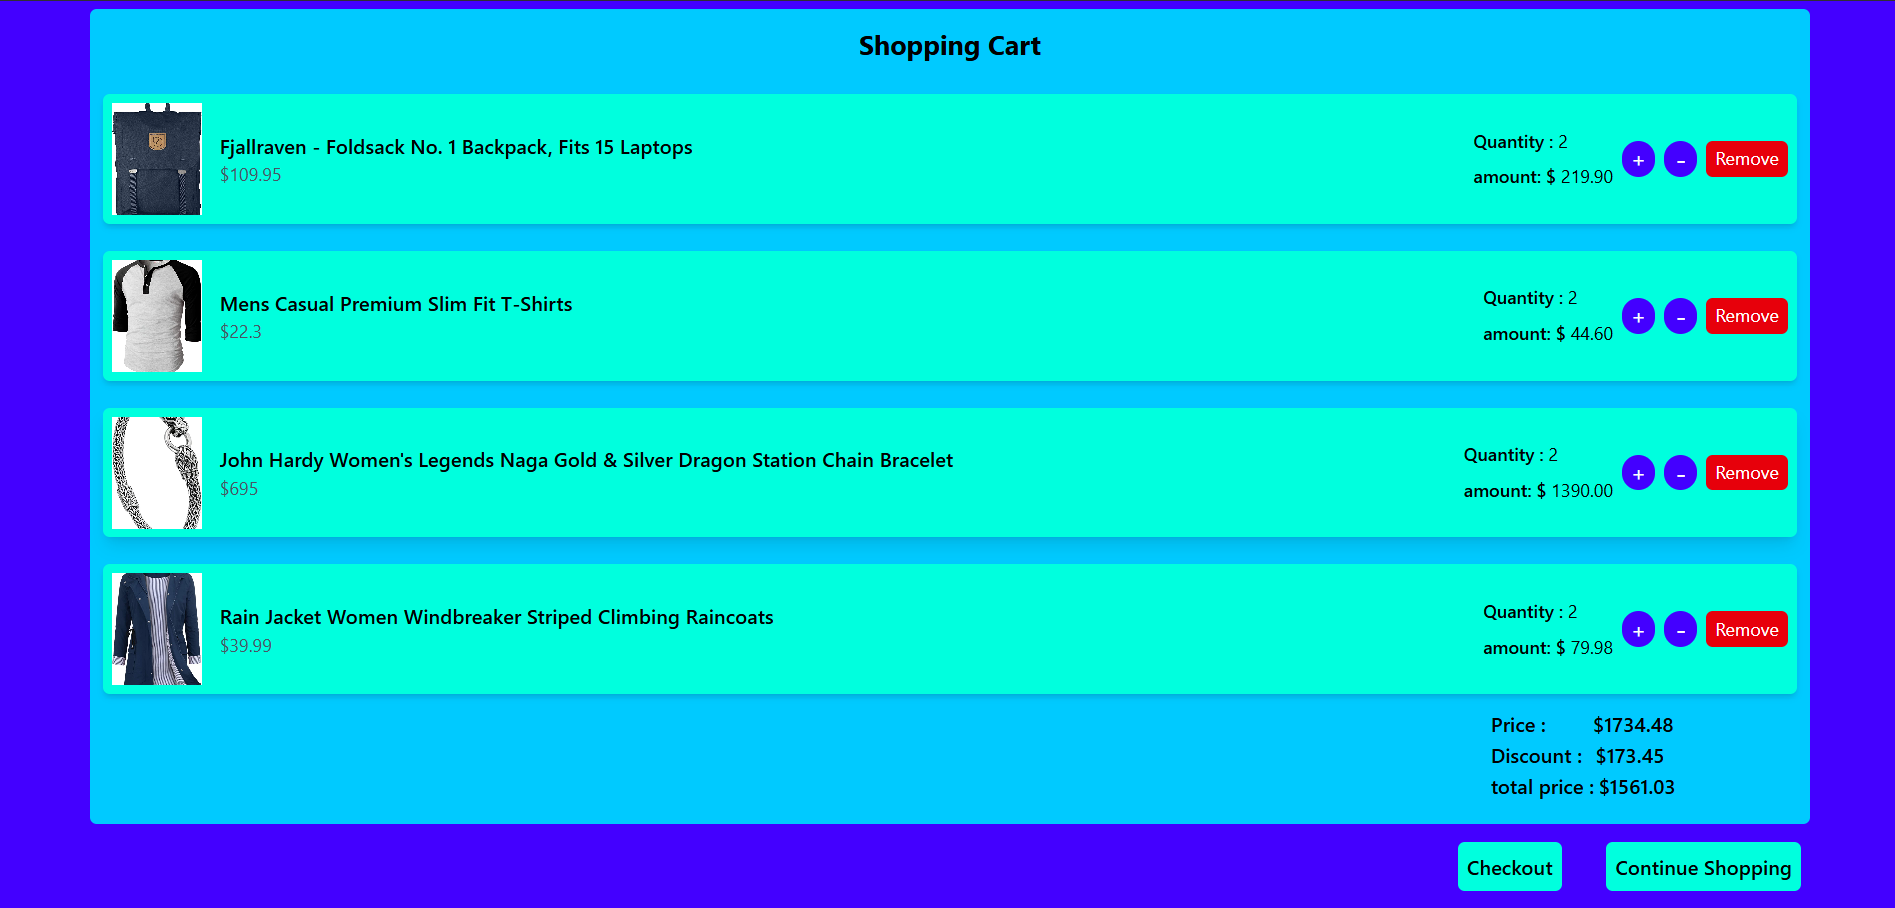 Shopping Cart
Fjallraven - Foldsack No. 1 Backpack, Fits 15 Laptops
$109.95
Quantity : 2
amount: $ 219.90
+ - Remove
Mens Casual Premium Slim Fit T-Shirts
$22.3
Quantity : 2
amount: $ 44.60
+ - Remove
John Hardy Women's Legends Naga Gold & Silver Dragon Station Chain Bracelet
$695
Quantity : 2
amount: $ 1390.00
+ - Remove
Rain Jacket Women Windbreaker Striped Climbing Raincoats
$39.99
Quantity : 2
amount: $ 79.98
+ - Remove
Price : $1734.48
Discount : $173.45
total price : $1561.03
Checkout Continue Shopping